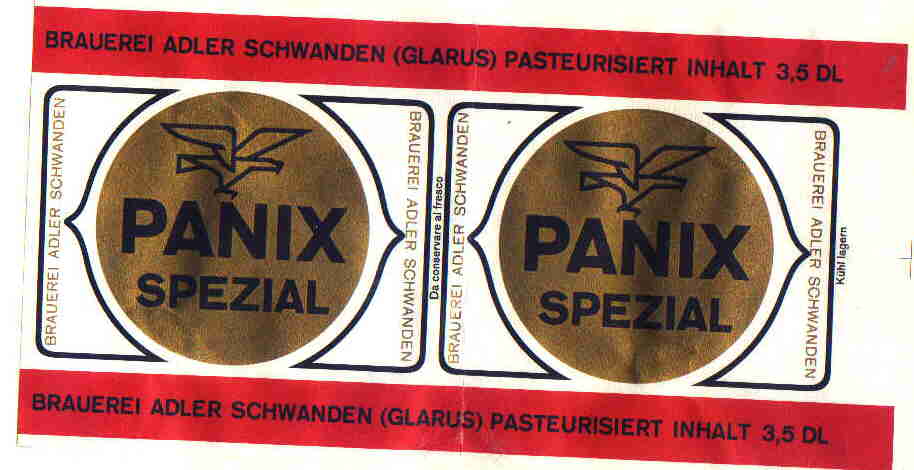 BRAUEREI ADLER SCHWANDEN (GLARUS) PASTEURISIERT INHALT 3,5 DL
BRAUEREI ADLER SCHWANDEN
PANIX
SPEZIAL
BRAUEREI ADLER SCHWANDEN
Da conservare al fresco
BRAUEREI ADLER SCHWANDEN
PANIX
SPEZIAL
BRAUEREI ADLER SCHWANDEN
Kühl lagern
BRAUEREI ADLER SCHWANDEN (GLARUS) PASTEURISIERT INHALT 3,5 DL